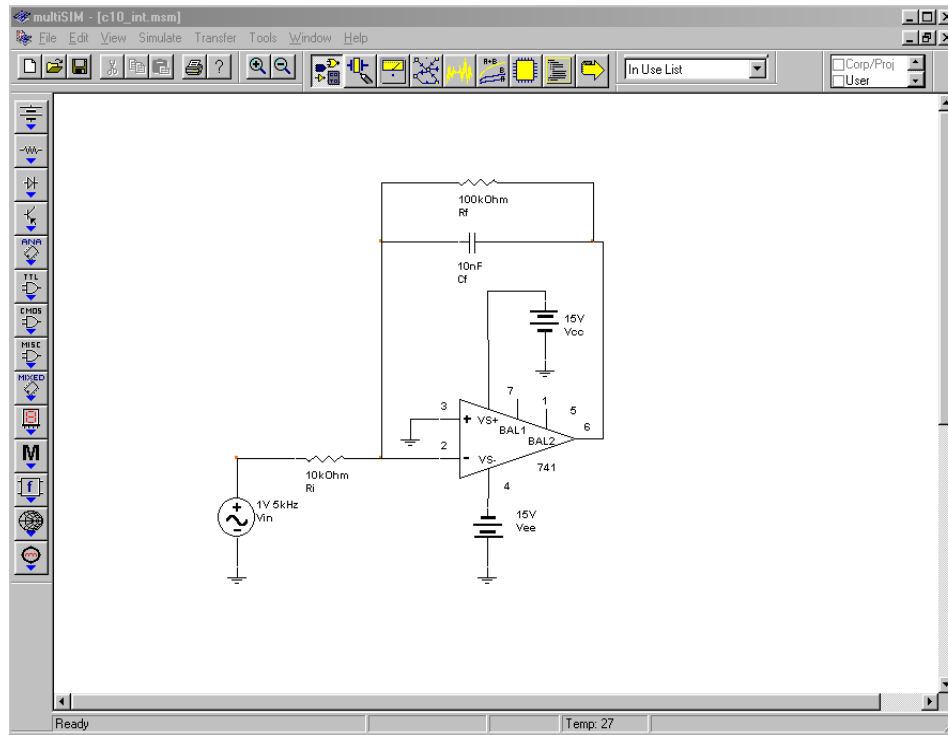 multiSIM - [c10_int.msm]
File Edit View Simulate Transfer Tools Window Help
In Use List
Corp/Proj
User
ANA
TTL
CMOS
MISC
MIXED
M
f
A+B
B
A
100kOhm
Rf
10nF
Cf
15V
Vcc
7
1
5
3
+ VS+
BAL1
6
BAL2
2
- VS-
741
10kOhm
Ri
4
1V 5kHz
Vin
15V
Vee
Ready
Temp: 27